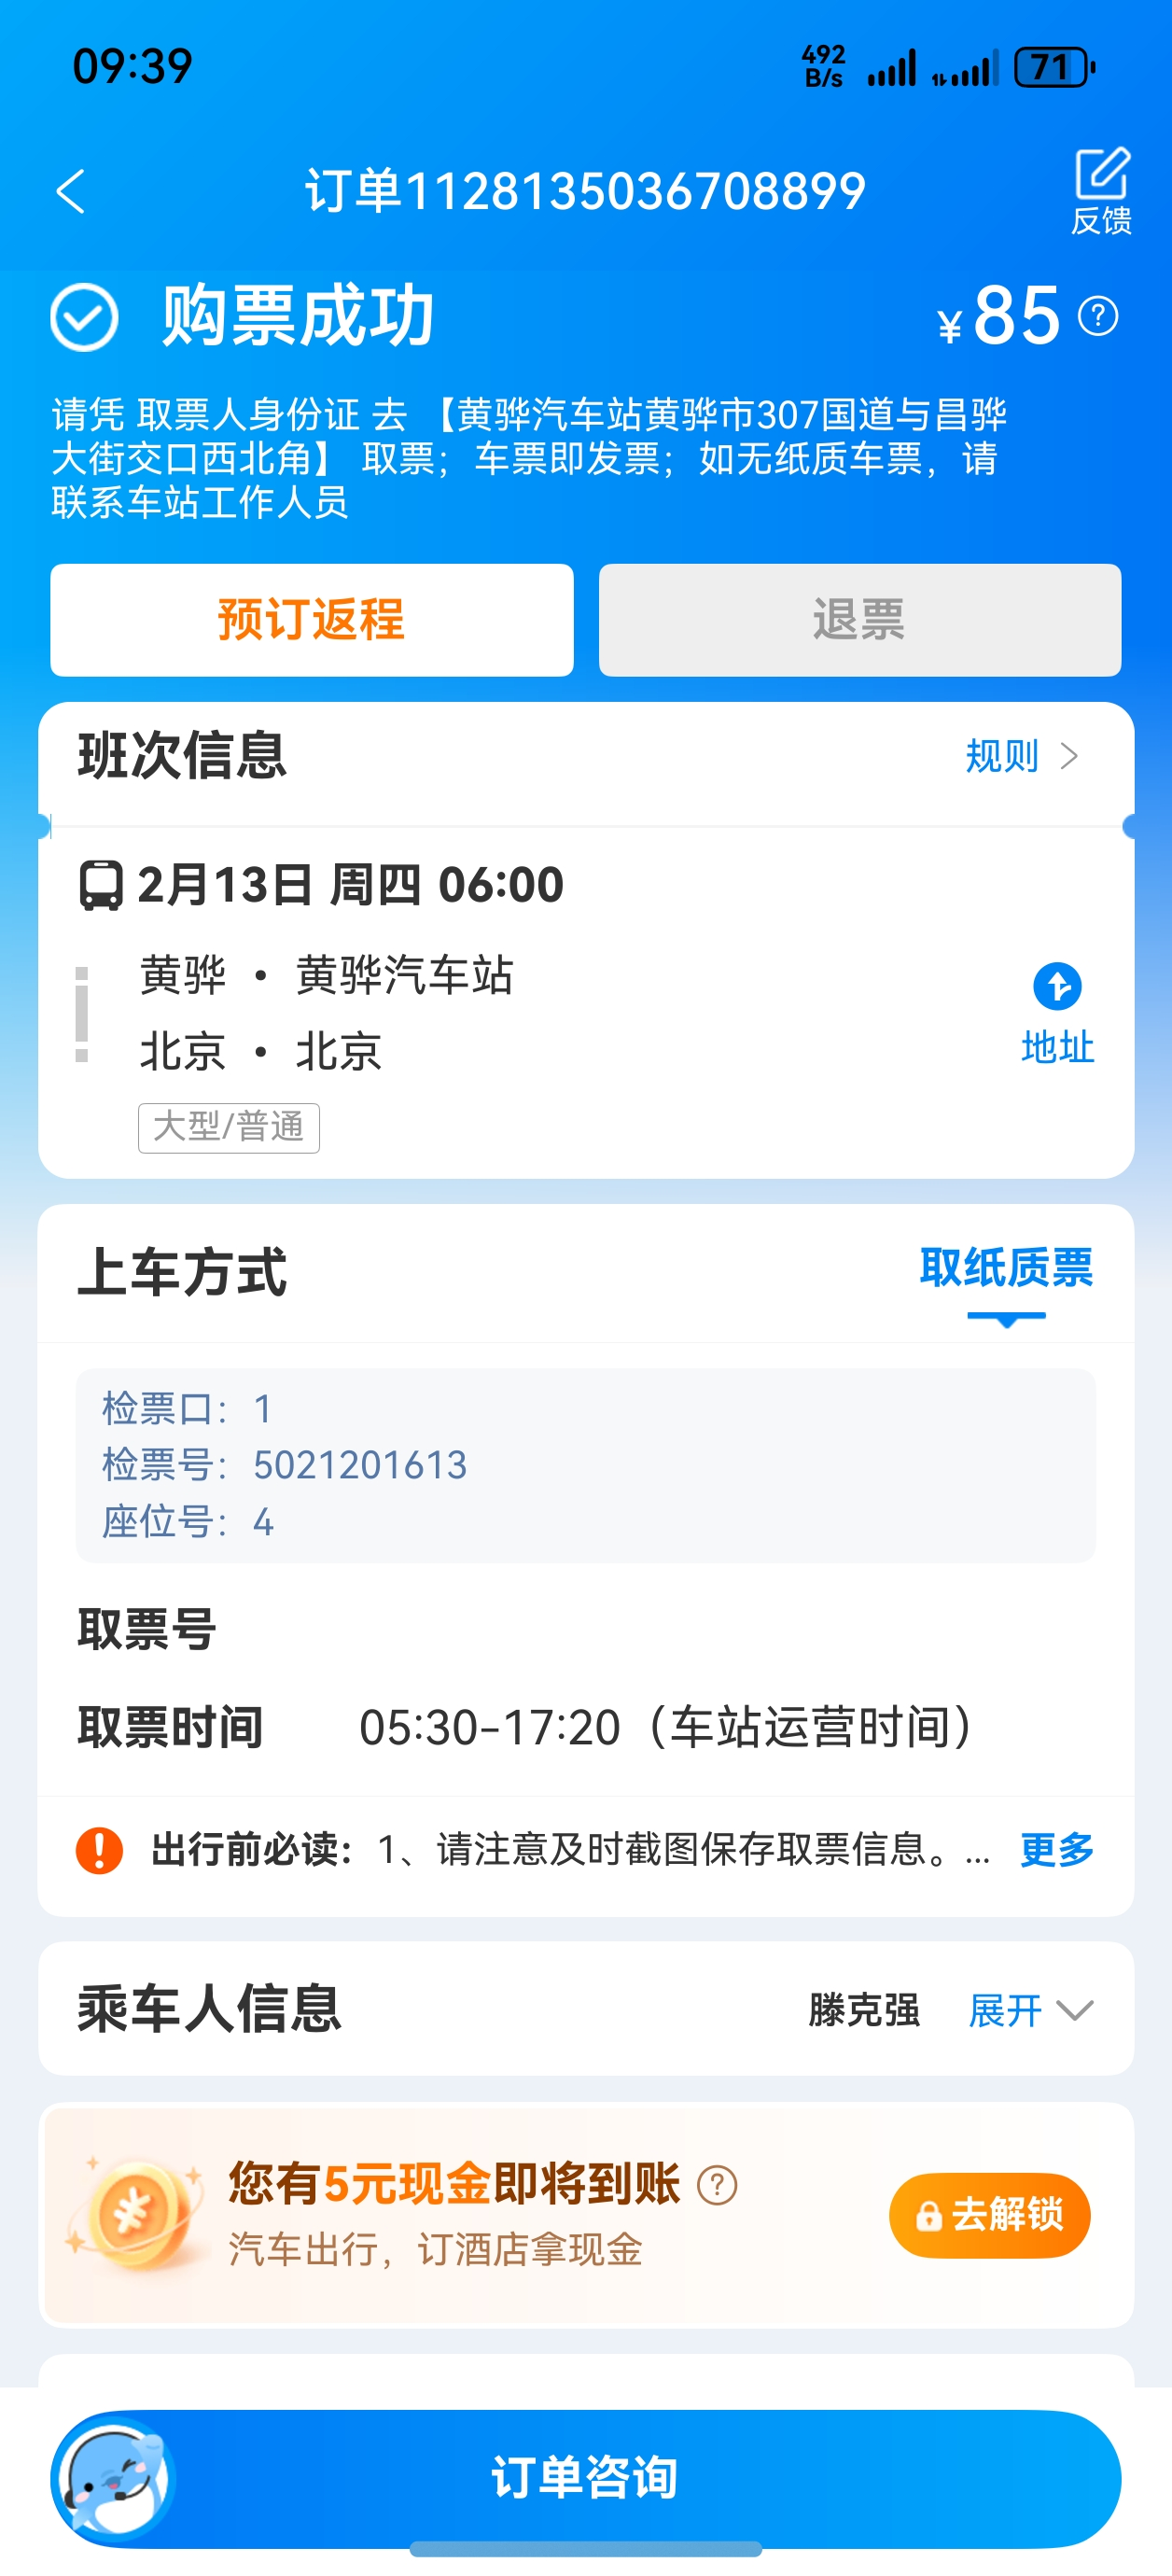 09:39
492
B/s
71
订单1128135036708899
反馈
购票成功
¥85
?
请凭 取票人身份证 去 【黄骅汽车站黄骅市307国道与昌骅
大街交口西北角】 取票；车票即发票；如无纸质车票，请
联系车站工作人员
预订返程
退票
班次信息
规则
2月13日 周四 06:00
黄骅 • 黄骅汽车站
北京 • 北京
地址
大型/普通
上车方式
取纸质票
检票口： 1
检票号： 5021201613
座位号： 4
取票号
取票时间 05:30-17:20（车站运营时间）
出行前必读：1、请注意及时截图保存取票信息。... 更多
乘车人信息
滕克强
展开
您有5元现金即将到账 ?
汽车出行，订酒店拿现金
去解锁
订单咨询